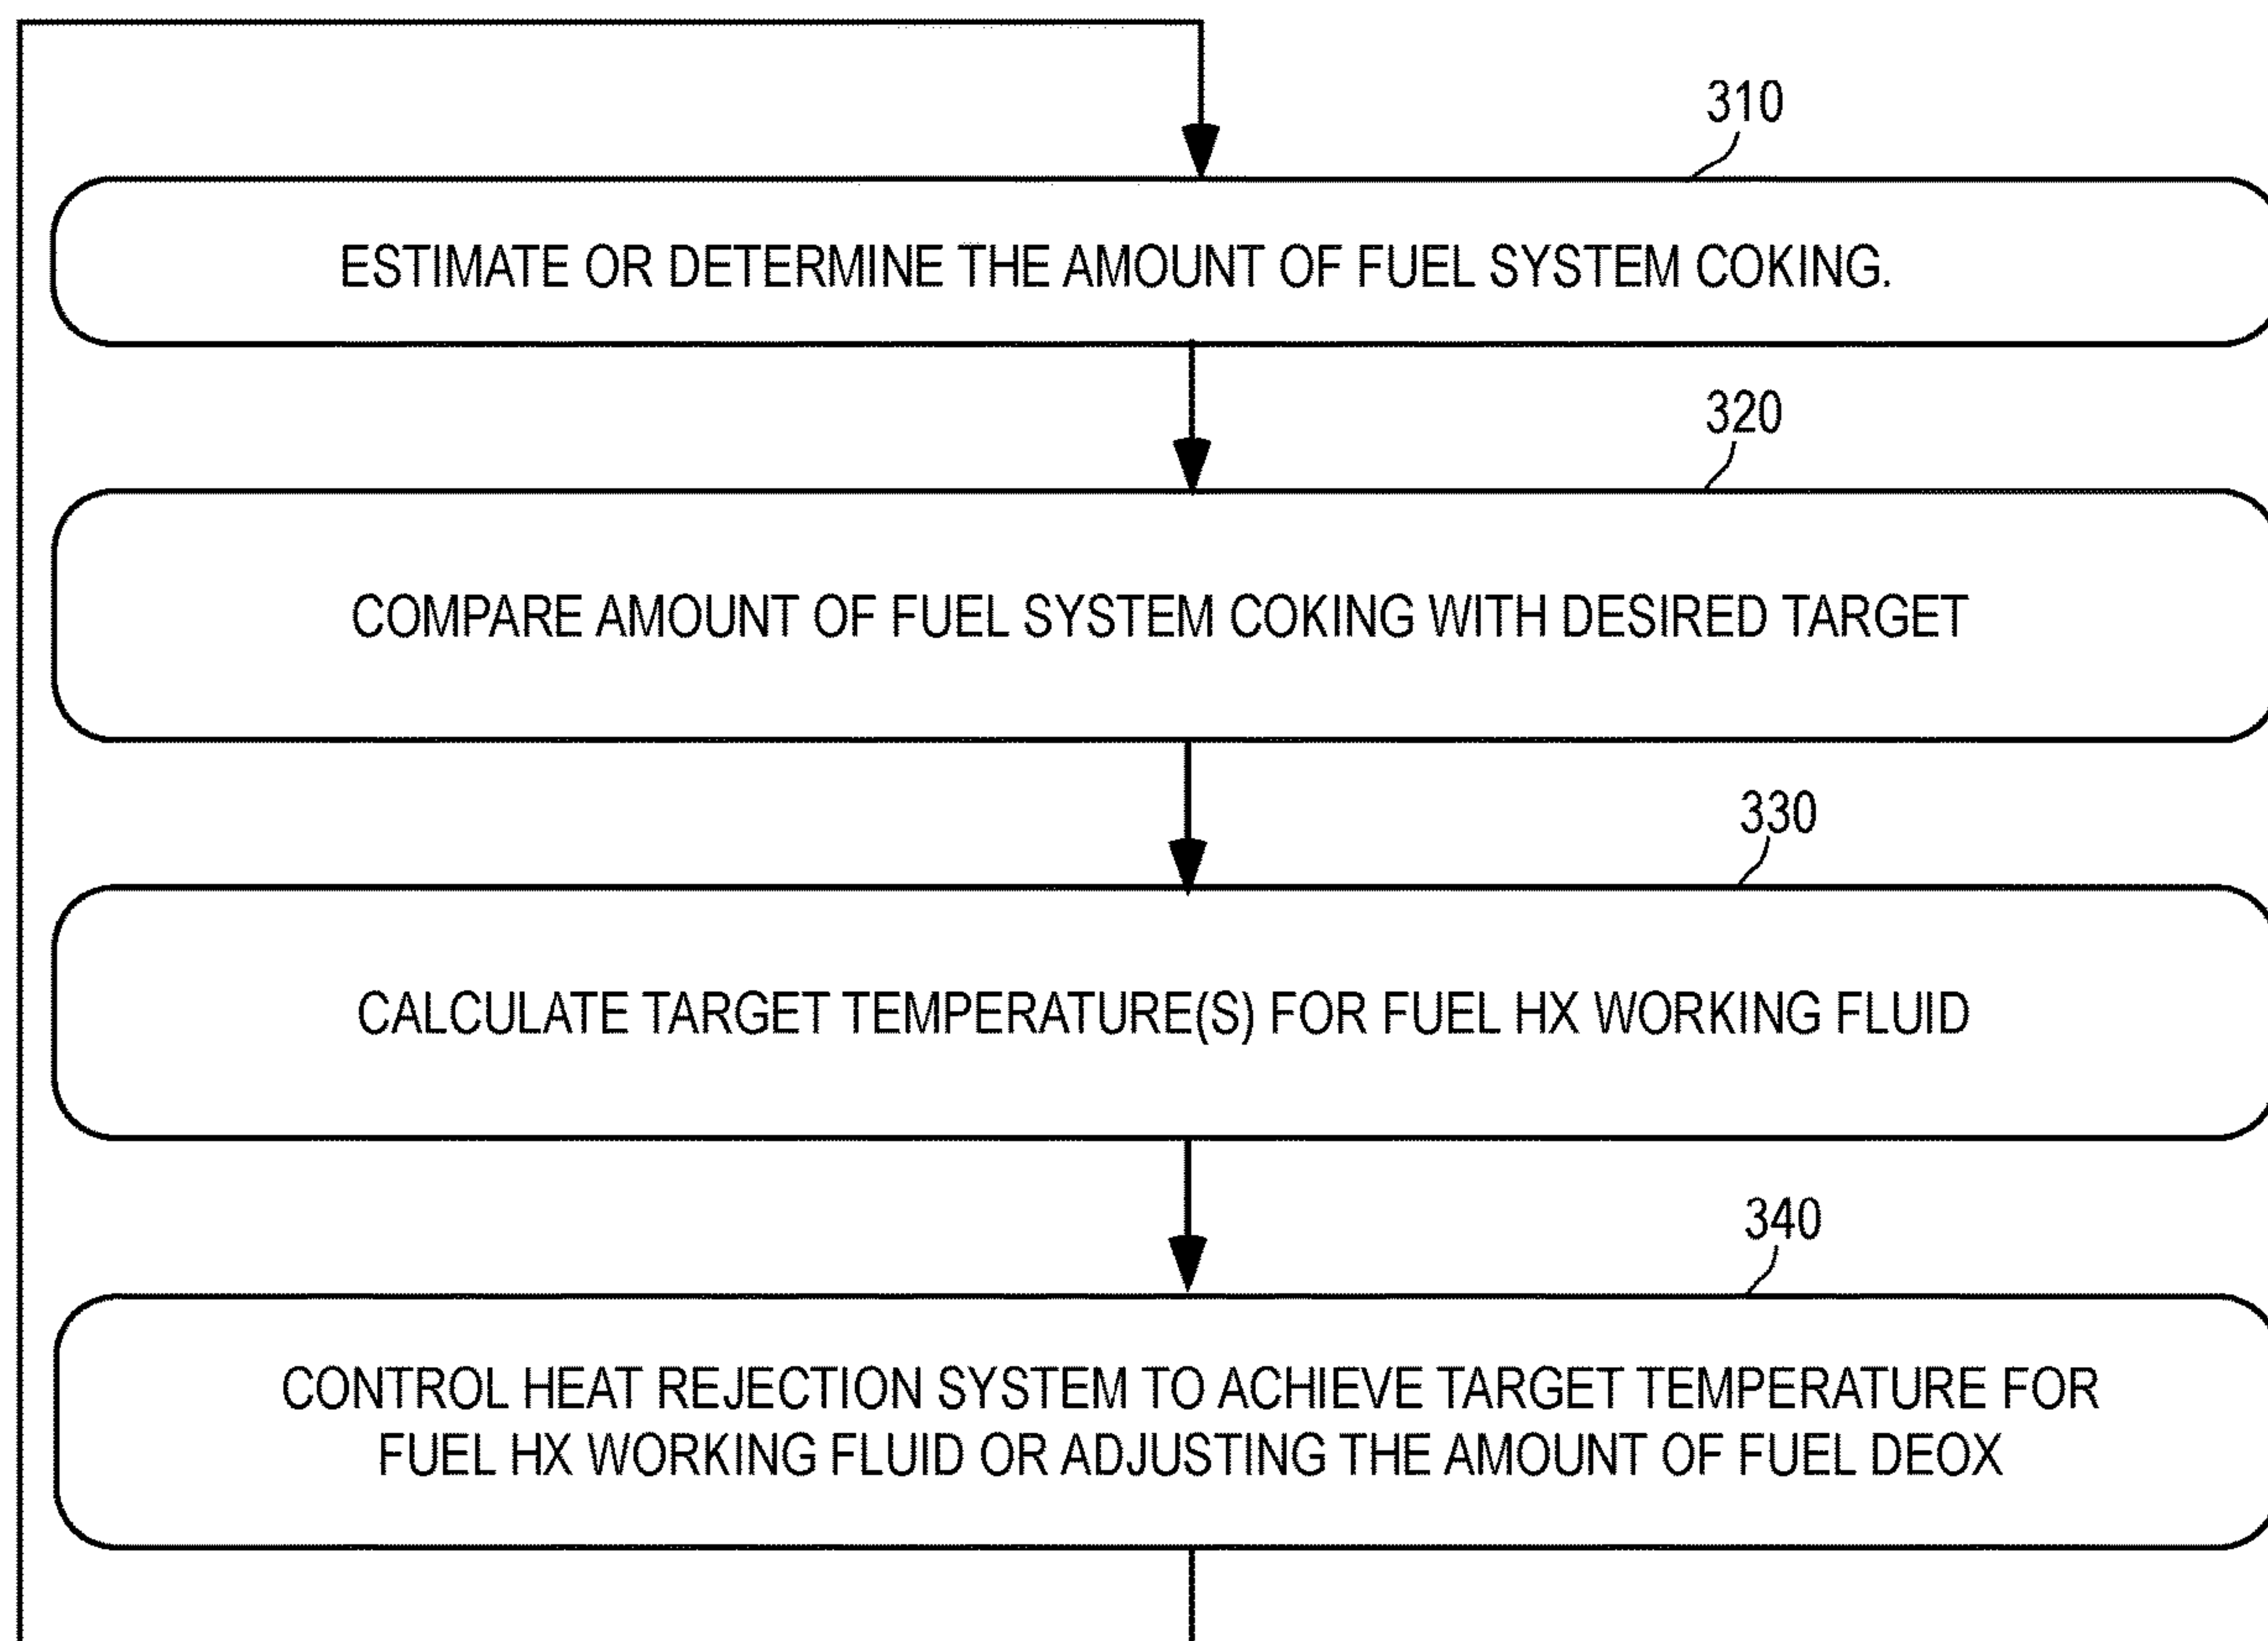 310
ESTIMATE OR DETERMINE THE AMOUNT OF FUEL SYSTEM COKING.
320
COMPARE AMOUNT OF FUEL SYSTEM COKING WITH DESIRED TARGET
330
CALCULATE TARGET TEMPERATURE(S) FOR FUEL HX WORKING FLUID
340
CONTROL HEAT REJECTION SYSTEM TO ACHIEVE TARGET TEMPERATURE FOR
FUEL HX WORKING FLUID OR ADJUSTING THE AMOUNT OF FUEL DEOX